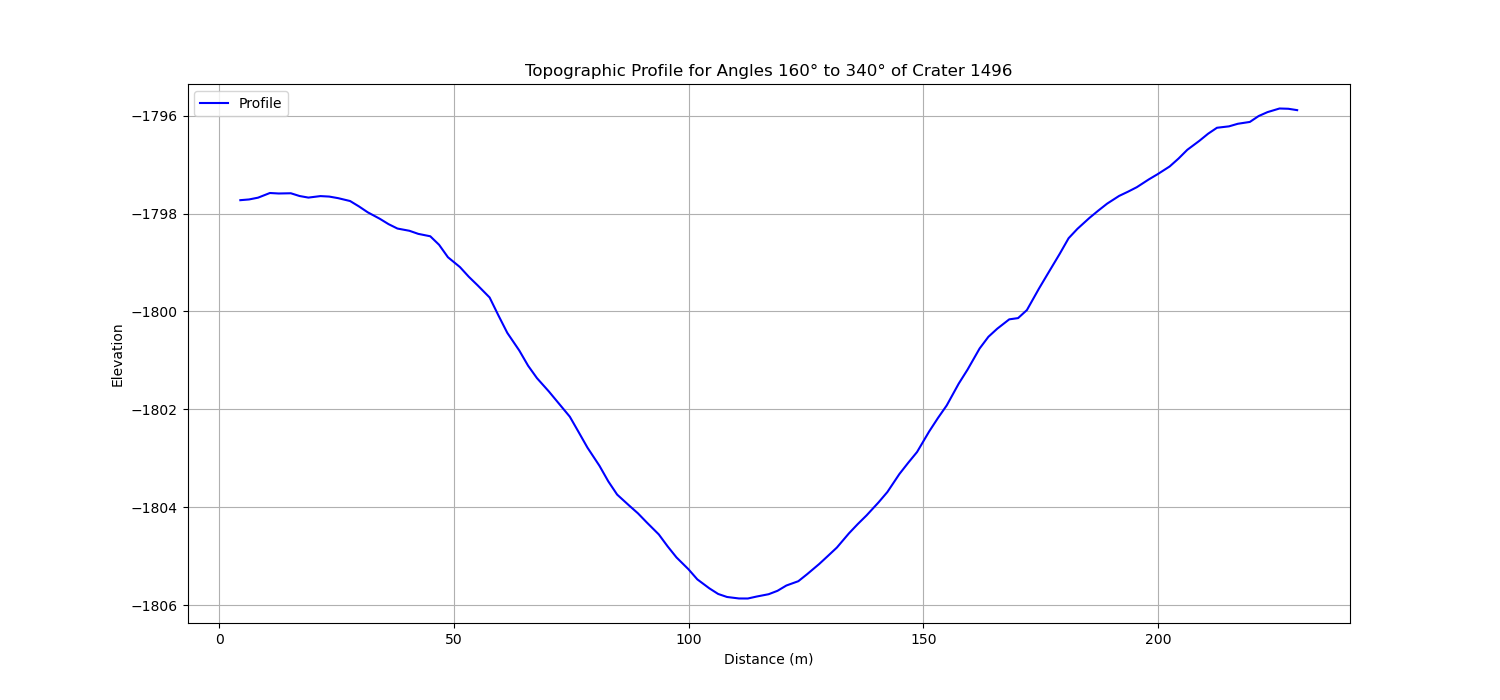 Topographic Profile for Angles 160° to 340° of Crater 1496
Profile
−1796
−1798
−1800
−1802
−1804
−1806
Elevation
0 50 100 150 200
Distance (m)